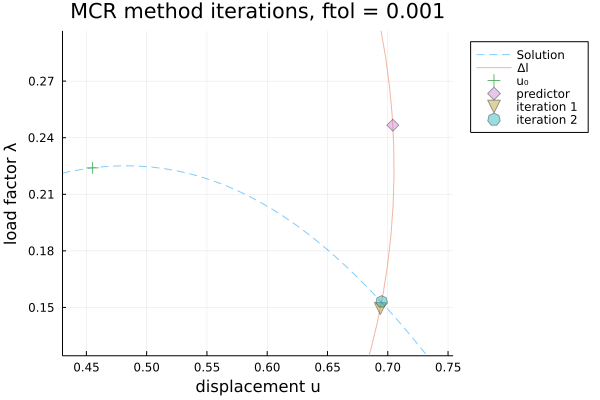 MCR method iterations, ftol = 0.001
load factor λ
0.27
0.24
0.21
0.18
0.15
0.45 0.50 0.55 0.60 0.65 0.70 0.75
displacement u
Solution
Δl
u₀
predictor
iteration 1
iteration 2